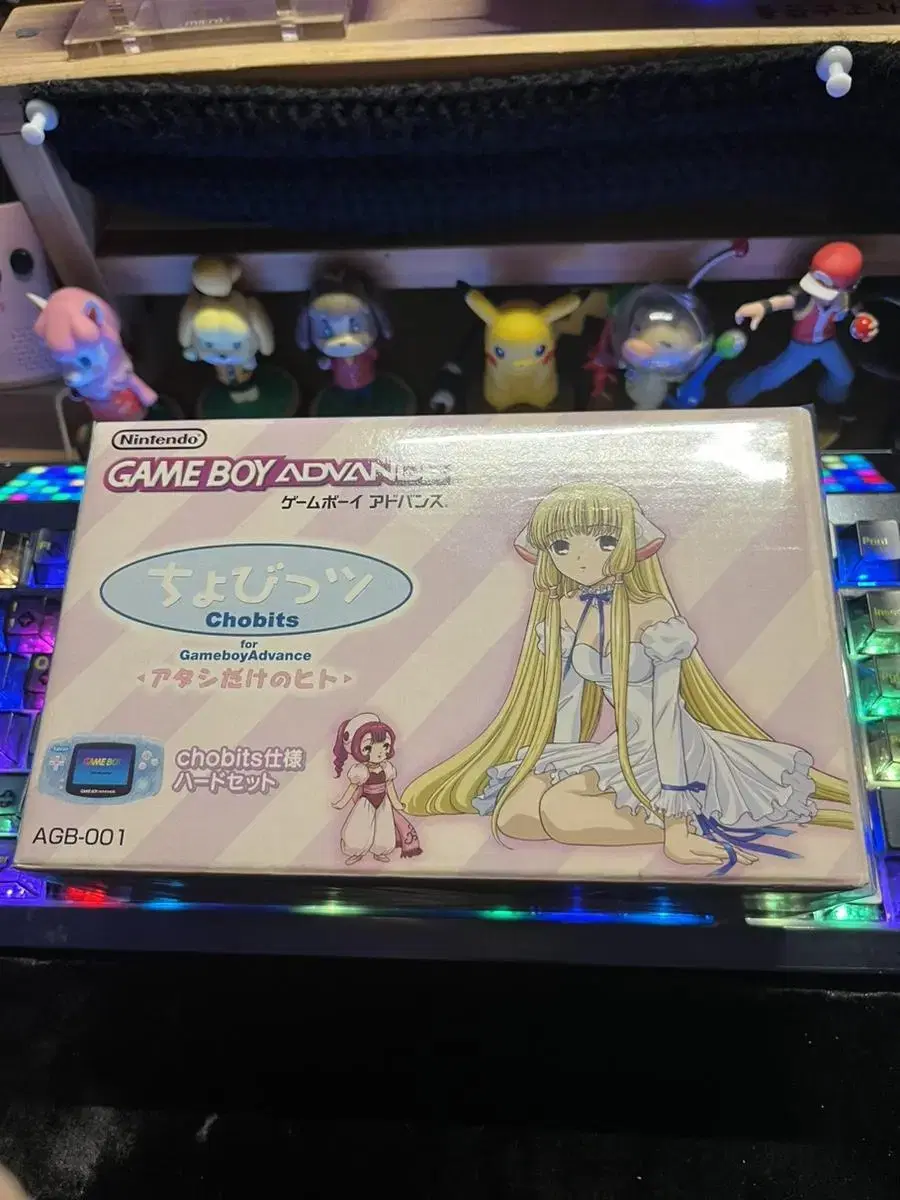 Nintendo
GAME BOY ADVANCE
ゲームボーイ アドバンス
ちょびっツ
Chobits
for
GameboyAdvance
アタシだけのヒト
GAME BOY
chobits仕様
ハードセット
AGB-001
Print